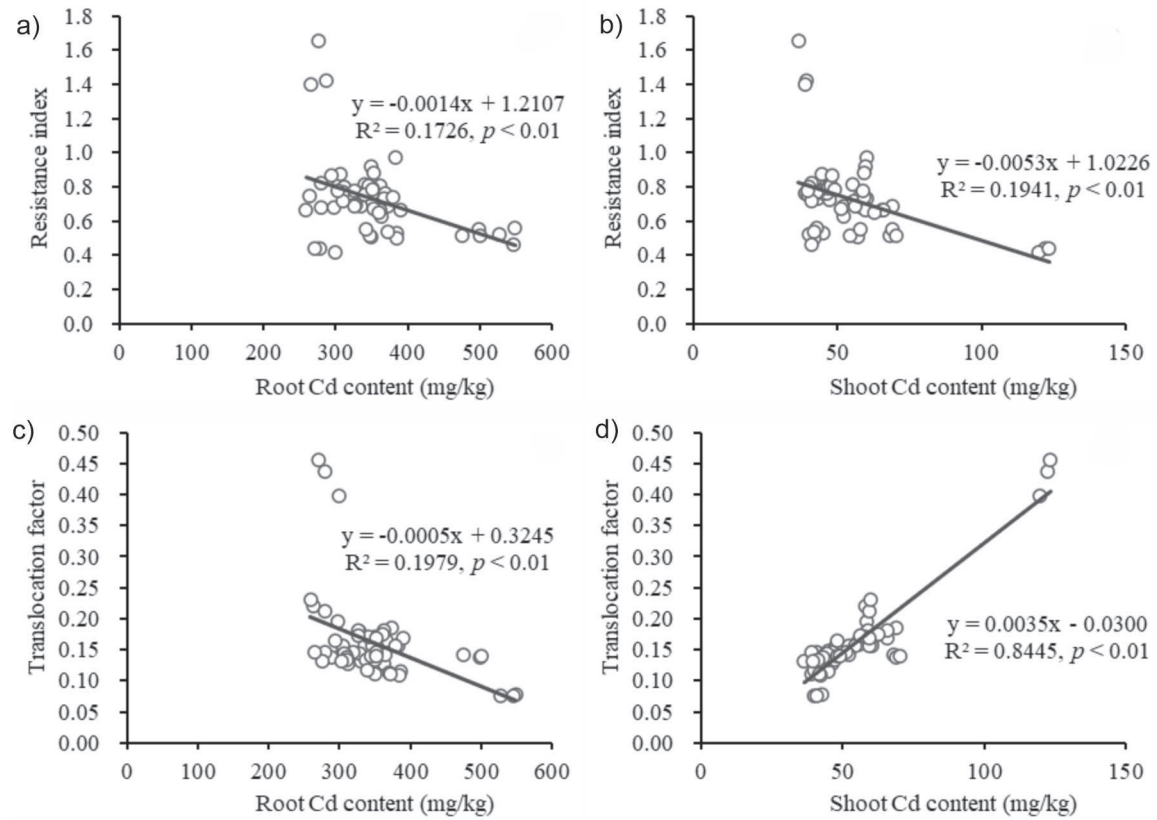 a)
Resistance index
1.8
1.6
1.4
1.2
1.0
0.8
0.6
0.4
0.2
0.0
y = -0.0014x + 1.2107
R² = 0.1726, p < 0.01
0 100 200 300 400 500 600
Root Cd content (mg/kg)
b)
Resistance index
1.8
1.6
1.4
1.2
1.0
0.8
0.6
0.4
0.2
0.0
y = -0.0053x + 1.0226
R² = 0.1941, p < 0.01
0 50 100 150
Shoot Cd content (mg/kg)
c)
Translocation factor
0.50
0.45
0.40
0.35
0.30
0.25
0.20
0.15
0.10
0.05
0.00
y = -0.0005x + 0.3245
R² = 0.1979, p < 0.01
0 100 200 300 400 500 600
Root Cd content (mg/kg)
d)
Translocation factor
0.50
0.45
0.40
0.35
0.30
0.25
0.20
0.15
0.10
0.05
0.00
y = 0.0035x - 0.0300
R² = 0.8445, p < 0.01
0 50 100 150
Shoot Cd content (mg/kg)